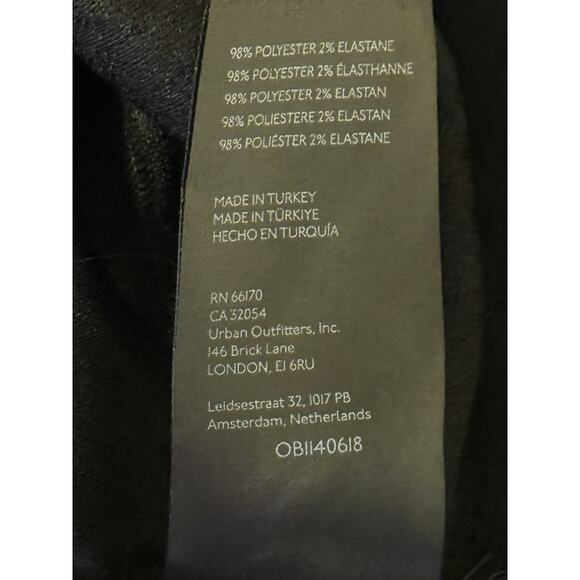 98% POLYESTER 2% ELASTANE
98% POLYESTER 2% ÉLASTHANNE
98% POLYESTER 2% ELASTAN
98% POLIESTERE 2% ELASTAN
98% POLIÉSTER 2% ELASTANE
MADE IN TURKEY
MADE IN TÜRKIYE
HECHO EN TURQUÍA
RN 66170
CA 32054
Urban Outfitters, Inc.
146 Brick Lane
LONDON, E1 6RU
Leidsestraat 32, 1017 PB
Amsterdam, Netherlands
OB1140618